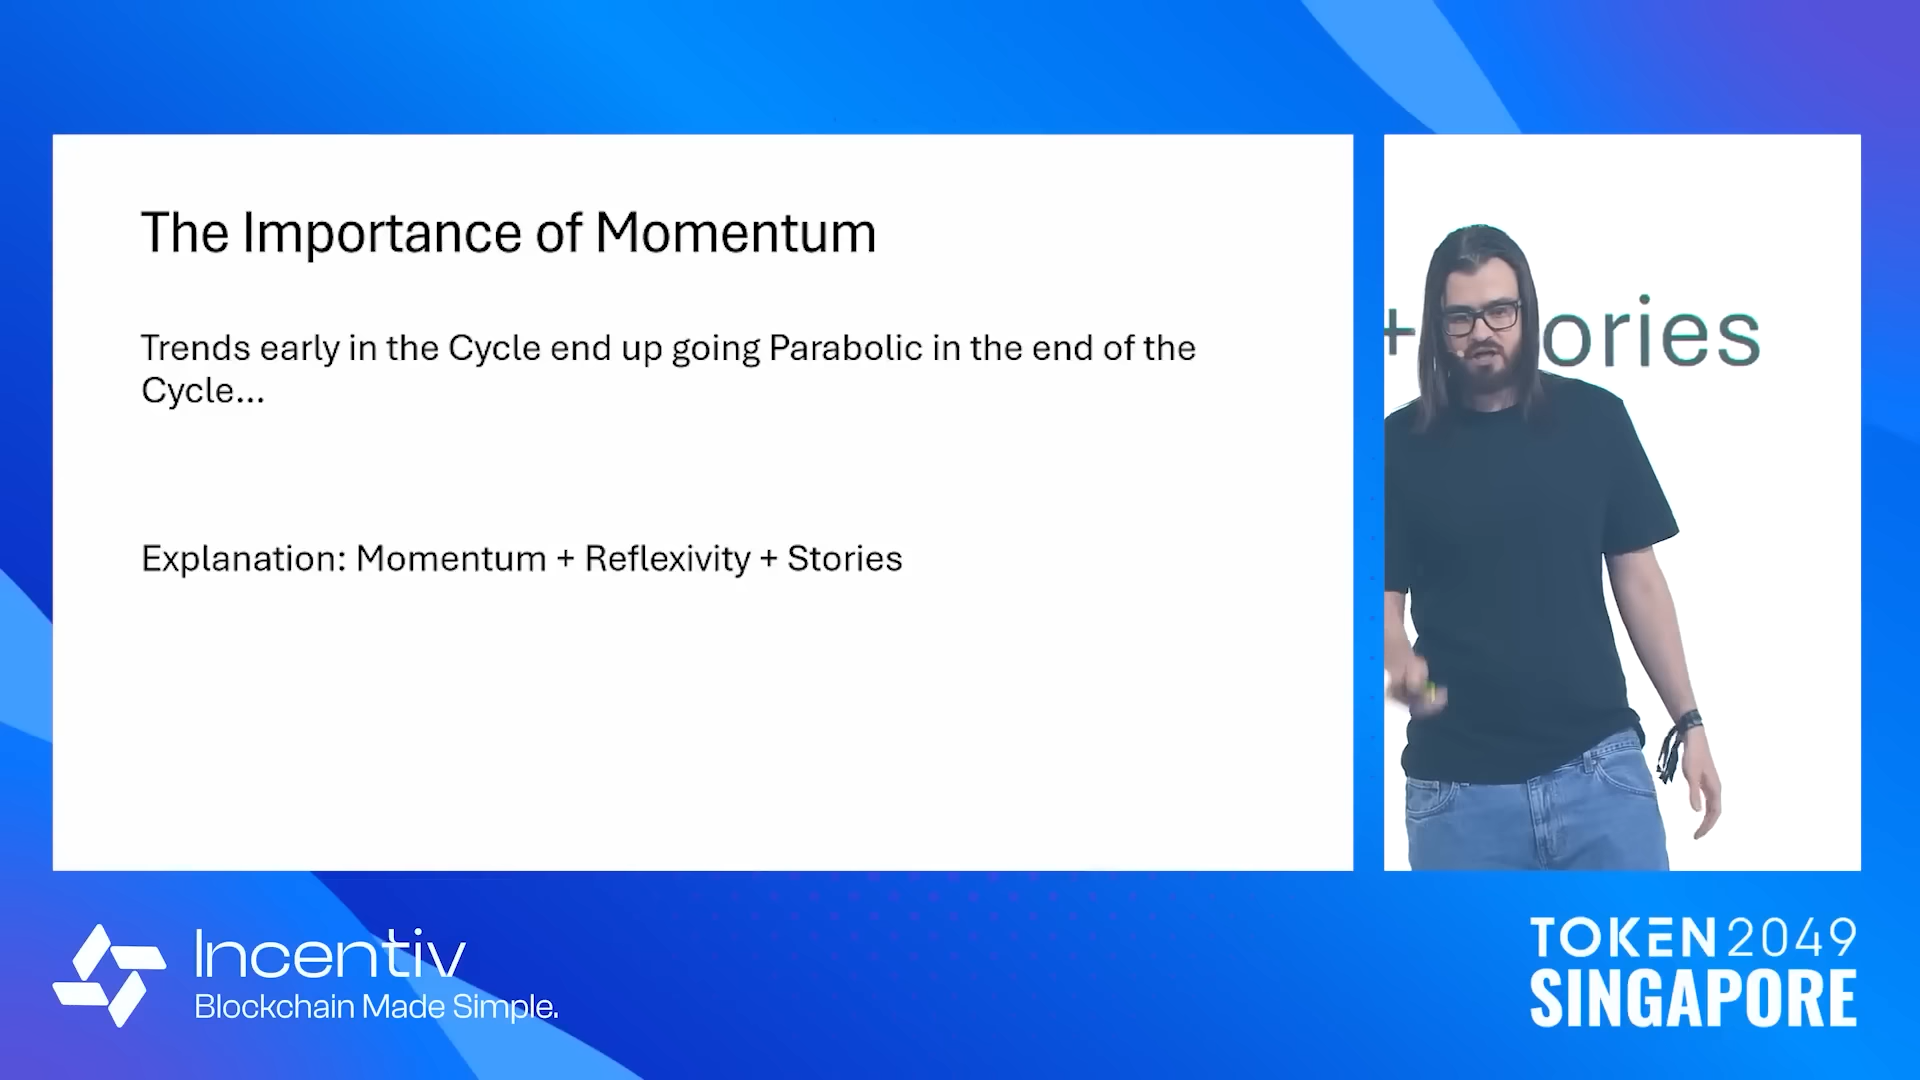 The Importance of Momentum
Trends early in the Cycle end up going Parabolic in the end of the
Cycle...
Explanation: Momentum + Reflexivity + Stories
+ ories
Incentiv
Blockchain Made Simple.
TOKEN2049
SINGAPORE